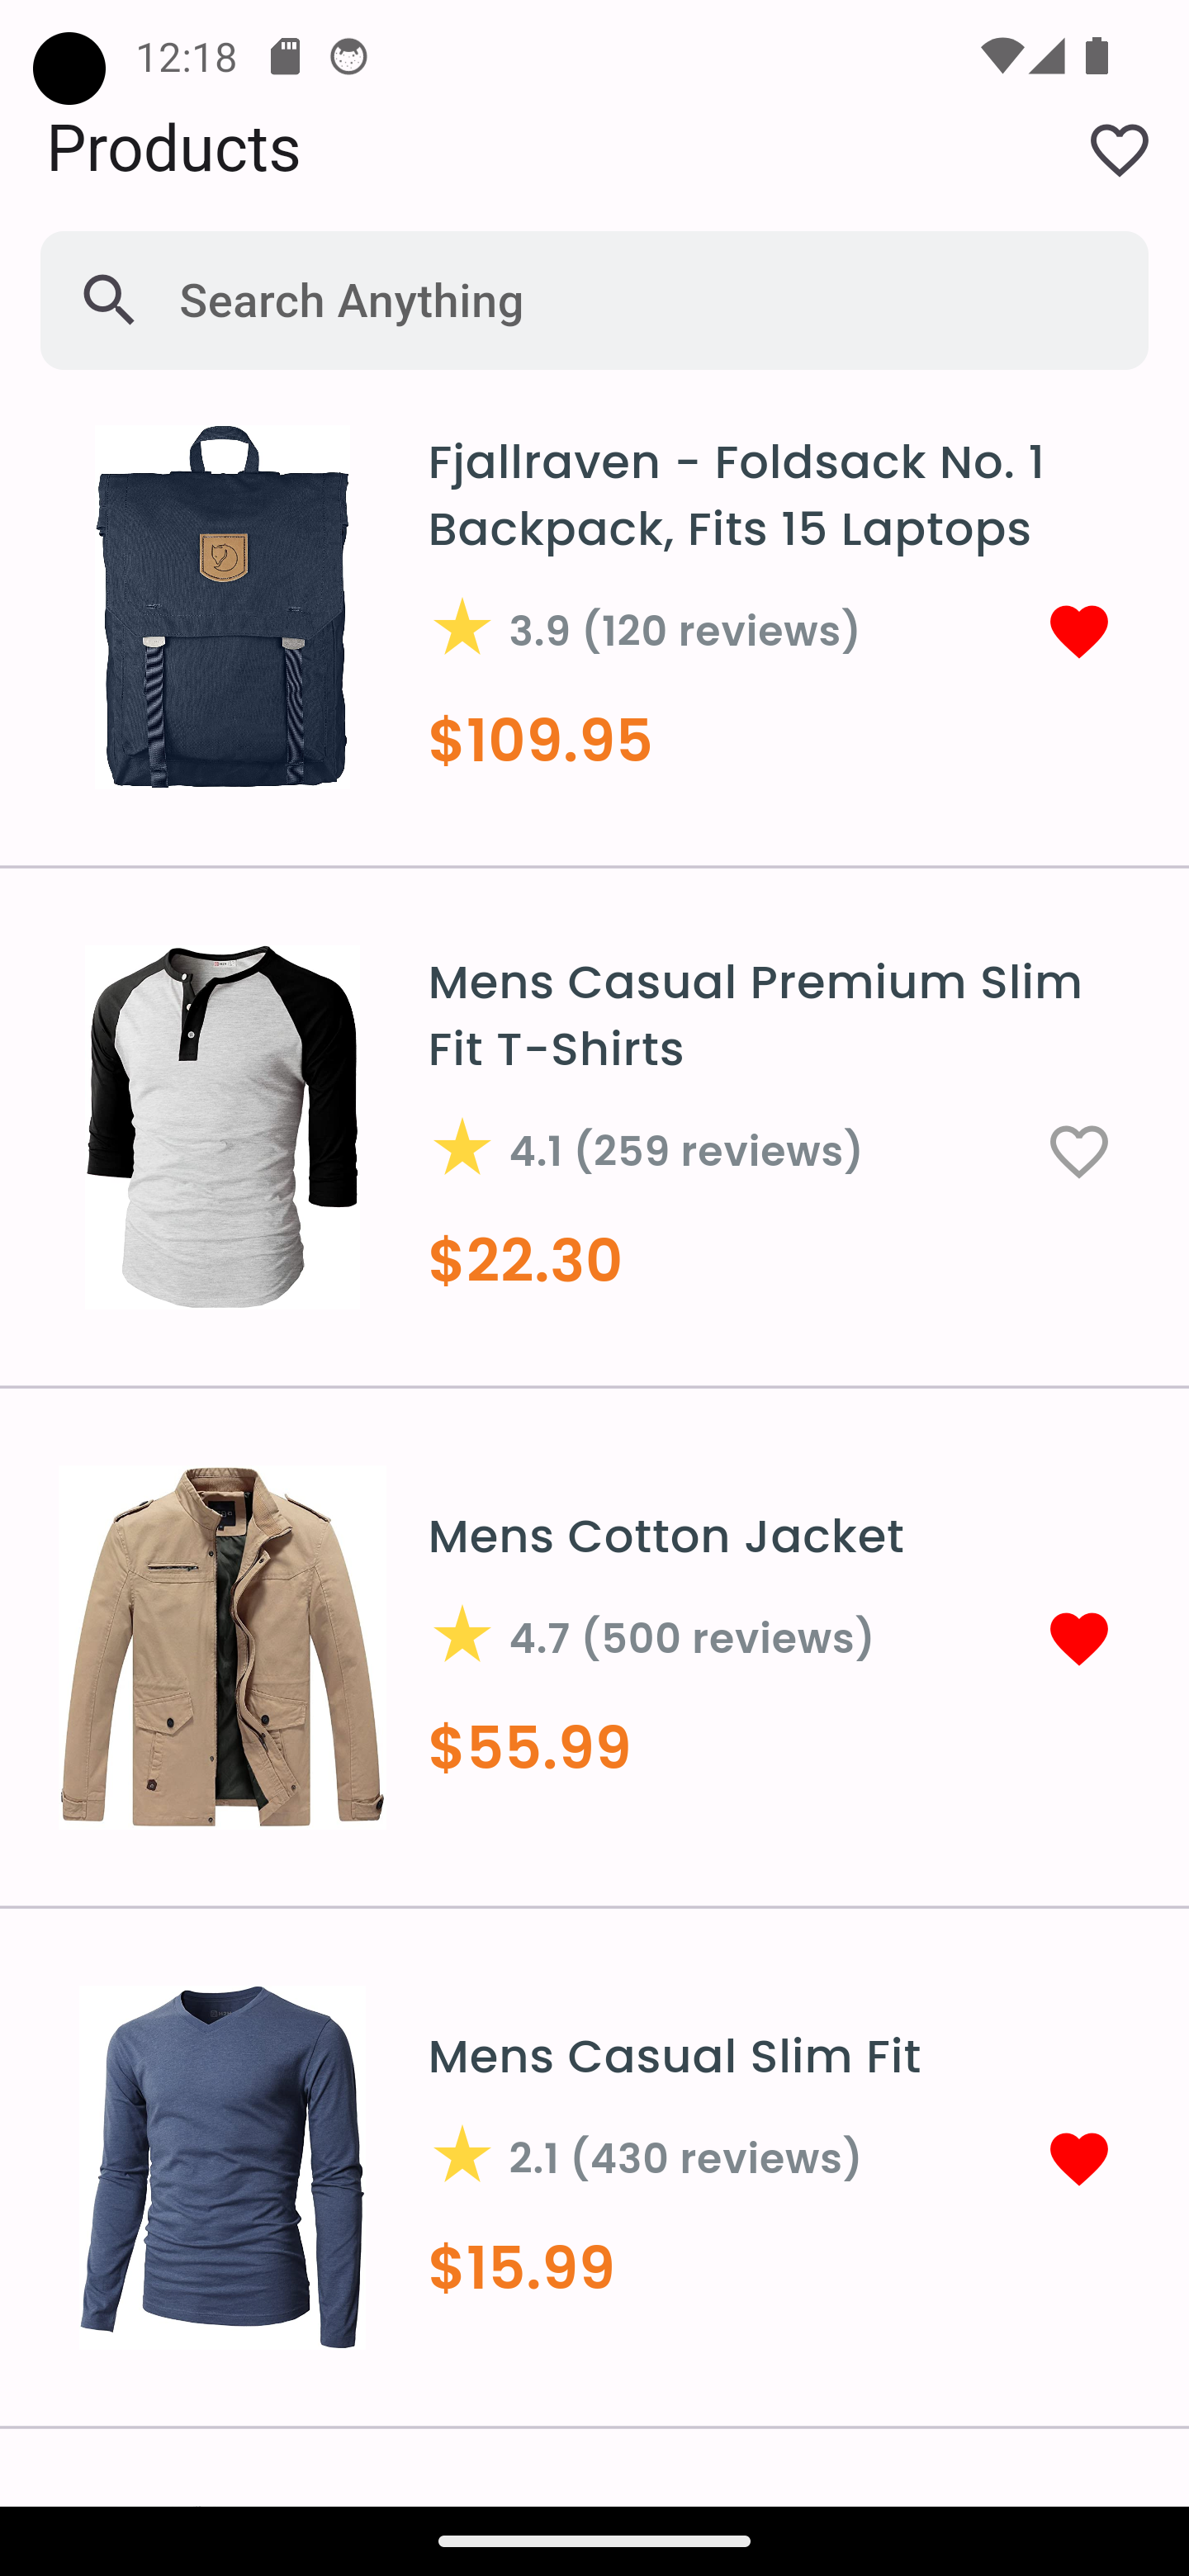 12:18
Products
Search Anything
Fjallraven - Foldsack No. 1
Backpack, Fits 15 Laptops
3.9 (120 reviews)
$109.95
Mens Casual Premium Slim
Fit T-Shirts
4.1 (259 reviews)
$22.30
Mens Cotton Jacket
4.7 (500 reviews)
$55.99
Mens Casual Slim Fit
2.1 (430 reviews)
$15.99